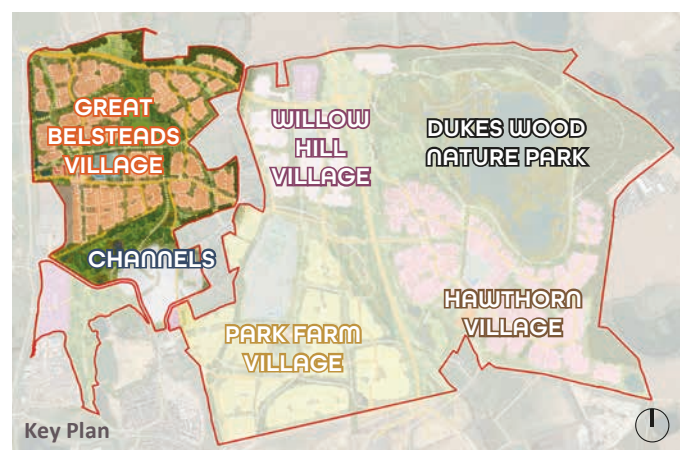 GREAT
BELSTEADS
VILLAGE
WILLOW
HILL
VILLAGE
DUKES WOOD
NATURE PARK
CHANNELS
HAWTHORN
VILLAGE
PARK FARM
VILLAGE
Key Plan